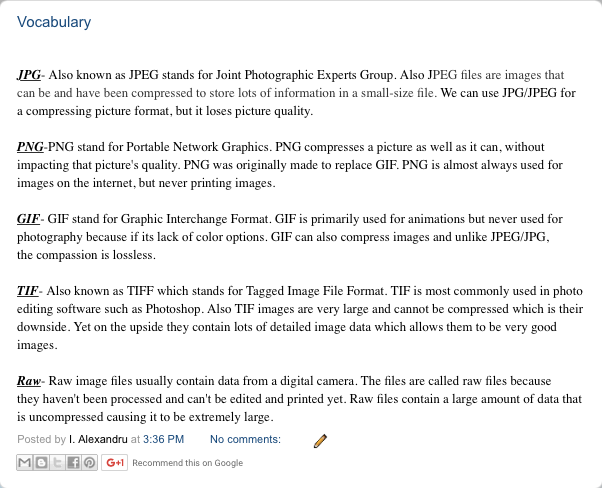 Vocabulary
JPG- Also known as JPEG stands for Joint Photographic Experts Group. Also JPEG files are images that
can be and have been compressed to store lots of information in a small-size file. We can use JPG/JPEG for
a compressing picture format, but it loses picture quality.
PNG-PNG stand for Portable Network Graphics. PNG compresses a picture as well as it can, without
impacting that picture's quality. PNG was originally made to replace GIF. PNG is almost always used for
images on the internet, but never printing images.
GIF- GIF stand for Graphic Interchange Format. GIF is primarily used for animations but never used for
photography because if its lack of color options. GIF can also compress images and unlike JPEG/JPG,
the compassion is lossless.
TIF- Also known as TIFF which stands for Tagged Image File Format. TIF is most commonly used in photo
editing software such as Photoshop. Also TIF images are very large and cannot be compressed which is their
downside. Yet on the upside they contain lots of detailed image data which allows them to be very good
images.
Raw- Raw image files usually contain data from a digital camera. The files are called raw files because
they haven't been processed and can't be edited and printed yet. Raw files contain a large amount of data that
is uncompressed causing it to be extremely large.
Posted by I. Alexandru at 3:36 PM No comments:
G+1 Recommend this on Google